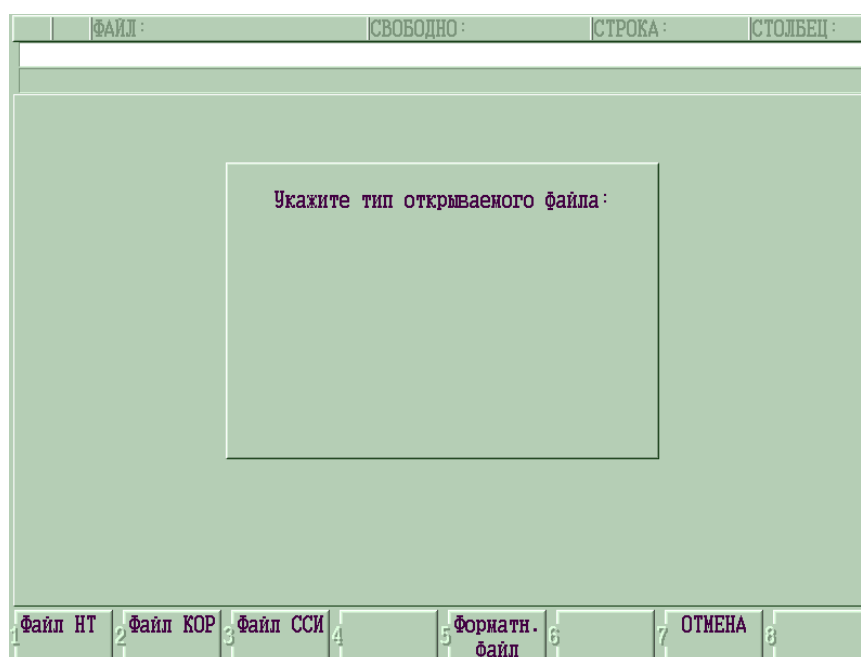 ФАЙЛ: СВОБОДНО: СТРОКА: СТОЛБЕЦ:
Укажите тип открываемого файла:
1 Файл НТ 2 Файл КОР 3 Файл ССИ 4 5 Форматн. 6 7 ОТМЕНА 8
файл